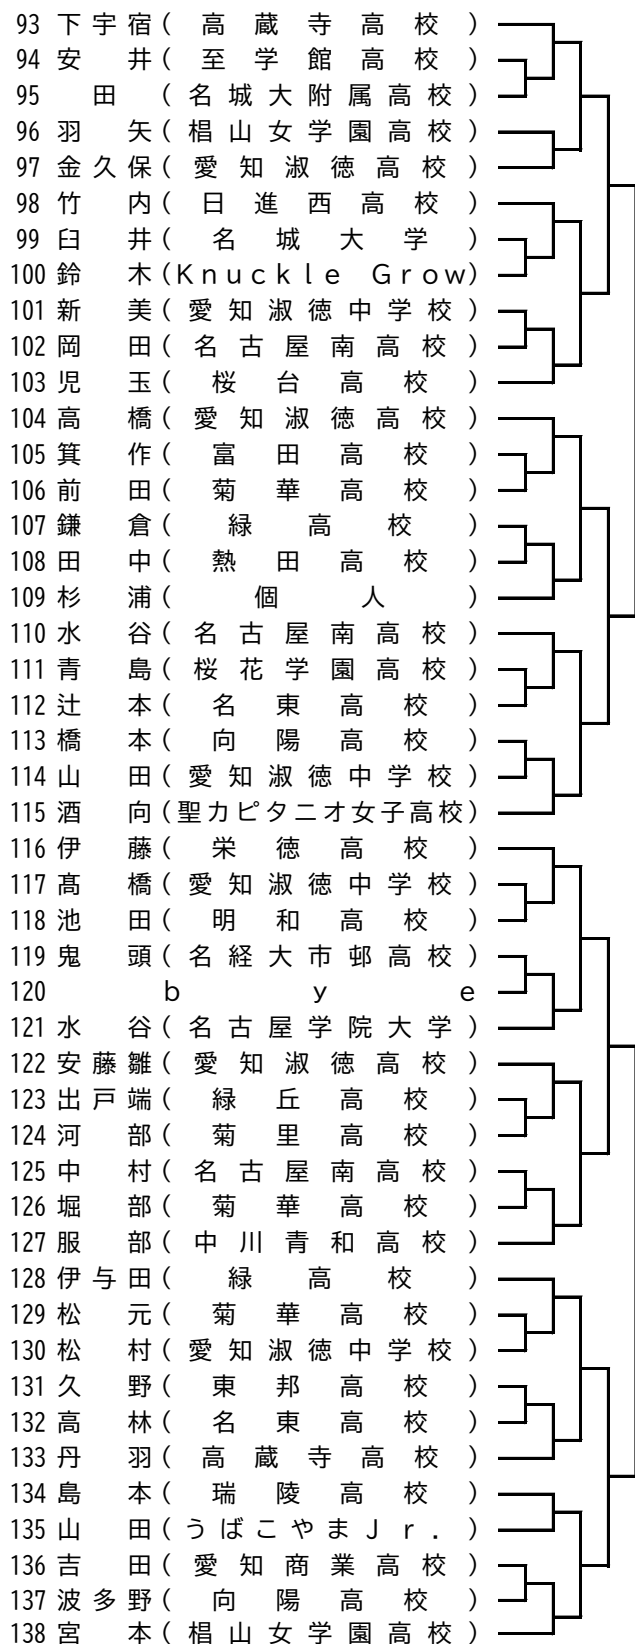 93 下宇宿(高蔵寺高校)
94 安井(至学館高校)
95 田(名城大附属高校)
96 羽矢(椙山女学園高校)
97 金久保(愛知淑徳高校)
98 竹内(日進西高校)
99 臼井(名城大学)
100 鈴木(Knuckle Grow)
101 新美(愛知淑徳中学校)
102 岡田(名古屋南高校)
103 児玉(桜台高校)
104 高橋(愛知淑徳高校)
105 箕作(富田高校)
106 前田(菊華高校)
107 鎌倉(緑高校)
108 田中(熱田高校)
109 杉浦(個人)
110 水谷(名古屋南高校)
111 青島(桜花学園高校)
112 辻本(名東高校)
113 橋本(向陽高校)
114 山田(愛知淑徳中学校)
115 酒向(聖カピタニオ女子高校)
116 伊藤(栄徳高校)
117 髙橋(愛知淑徳中学校)
118 池田(明和高校)
119 鬼頭(名経大市邨高校)
120 bye
121 水谷(名古屋学院大学)
122 安藤雛(愛知淑徳高校)
123 出戸端(緑丘高校)
124 河部(菊里高校)
125 中村(名古屋南高校)
126 堀部(菊華高校)
127 服部(中川青和高校)
128 伊与田(緑高校)
129 松元(菊華高校)
130 松村(愛知淑徳中学校)
131 久野(東邦高校)
132 高林(名東高校)
133 丹羽(高蔵寺高校)
134 島本(瑞陵高校)
135 山田(うばこやまJr.)
136 吉田(愛知商業高校)
137 波多野(向陽高校)
138 宮本(椙山女学園高校)